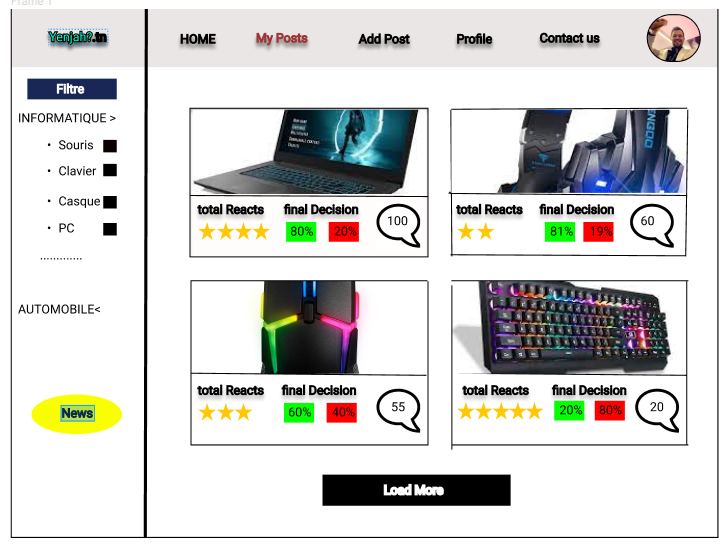 Frame 1
Yenjah?.tn
HOME
My Posts
Add Post
Profile
Contact us
Filtre
INFORMATIQUE >
• Souris
• Clavier
• Casque
• PC
.............
AUTOMOBILE<
News
total Reacts
final Decision
80%
20%
100
total Reacts
final Decision
81%
19%
60
total Reacts
final Decision
60%
40%
55
total Reacts
final Decision
20%
80%
20
Load More